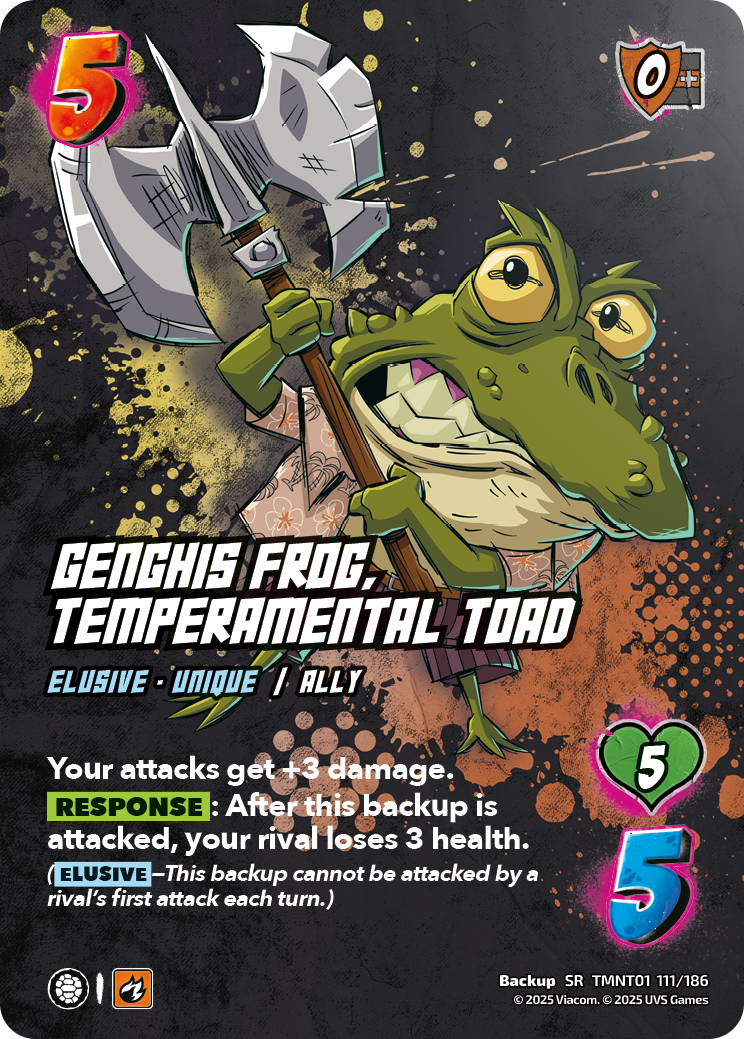 5
0
GENGHIS FROG,
TEMPERAMENTAL TOAD
ELUSIVE · UNIQUE | ALLY
Your attacks get +3 damage.
RESPONSE: After this backup is
attacked, your rival loses 3 health.
(ELUSIVE—This backup cannot be attacked by a
rival's first attack each turn.)
5
5
Backup SR TMNT01 111/186
© 2025 Viacom. © 2025 UVS Games